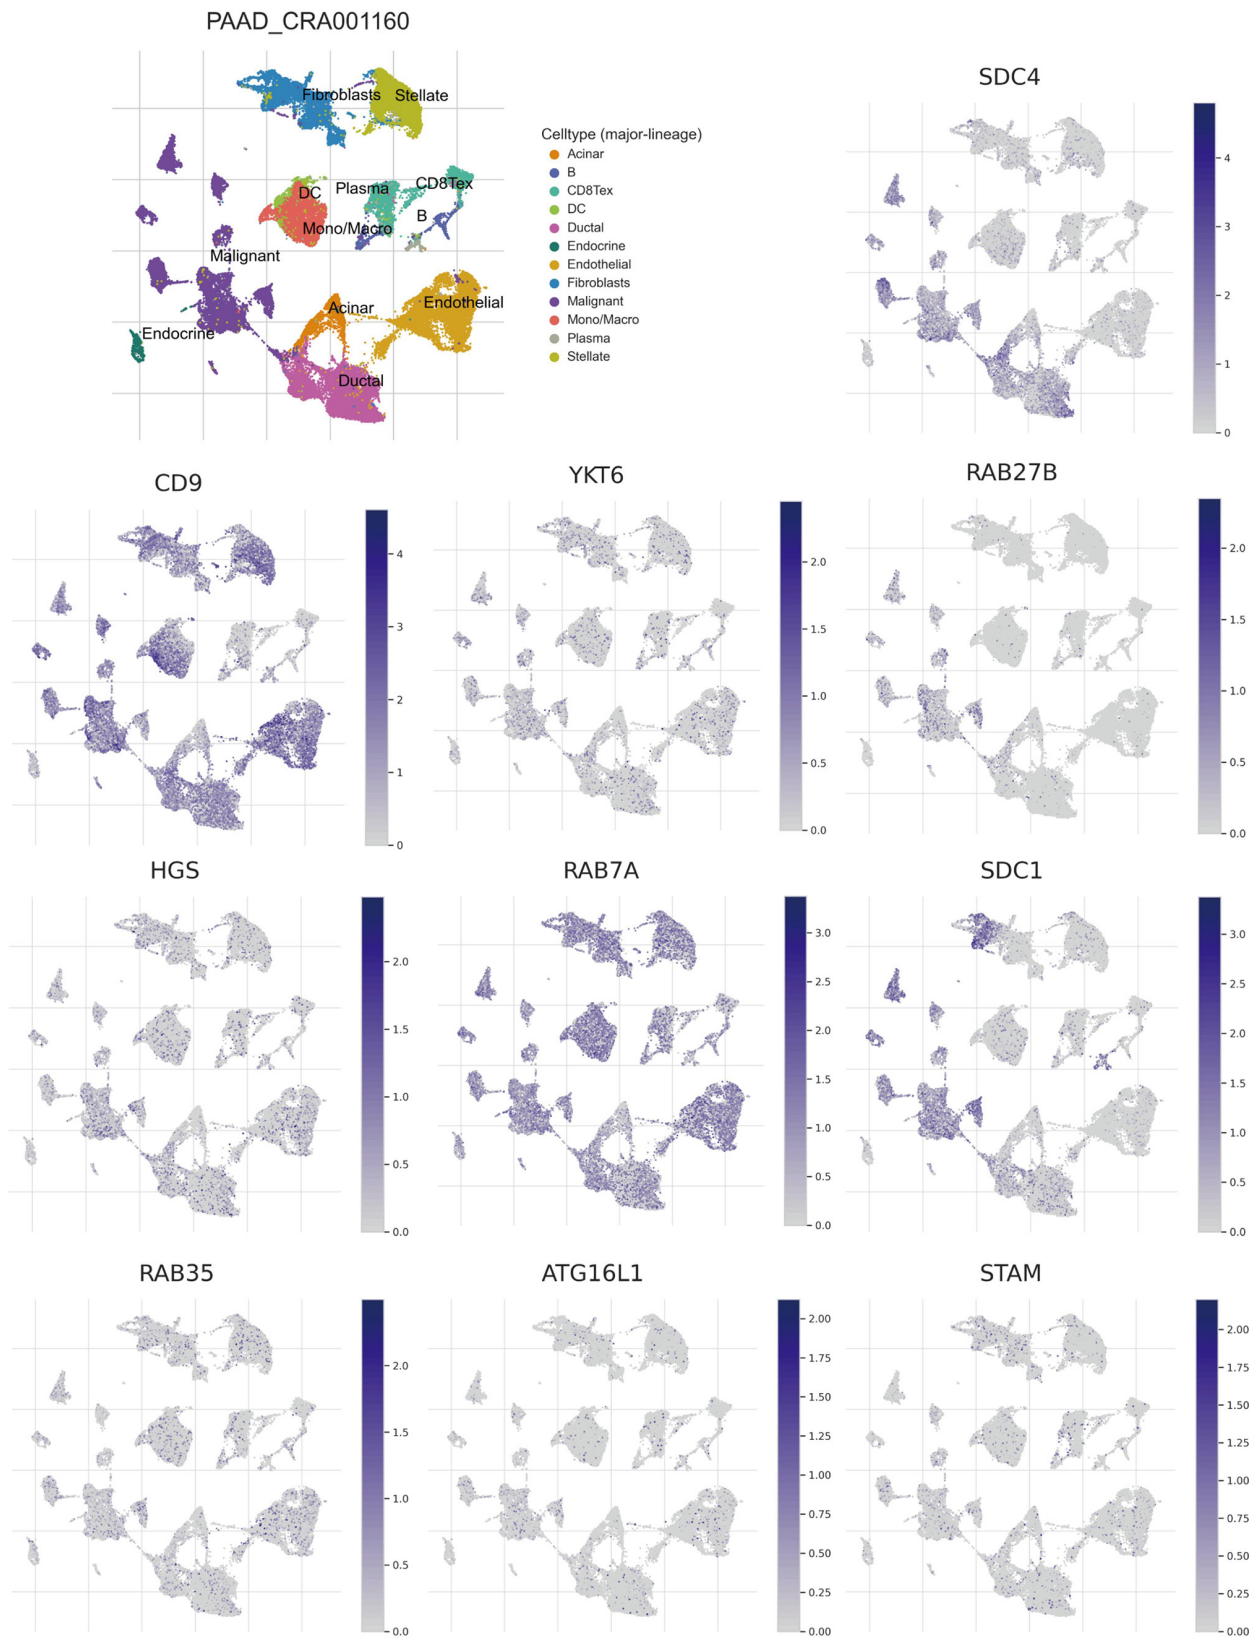 PAAD_CRA001160
Fibroblasts
Stellate
DC
Plasma
CD8Tex
Mono/Macro
B
Malignant
Acinar
Endothelial
Endocrine
Ductal
Celltype (major-lineage)
Acinar
B
CD8Tex
DC
Ductal
Endocrine
Endothelial
Fibroblasts
Malignant
Mono/Macro
Plasma
Stellate
SDC4
4
3
2
1
0
CD9
4
3
2
1
0
YKT6
2.0
1.5
1.0
0.5
0.0
RAB27B
2.0
1.5
1.0
0.5
0.0
HGS
2.0
1.5
1.0
0.5
0.0
RAB7A
3.0
2.5
2.0
1.5
1.0
0.5
0.0
SDC1
3.0
2.5
2.0
1.5
1.0
0.5
0.0
RAB35
2.0
1.5
1.0
0.5
0.0
ATG16L1
2.00
1.75
1.50
1.25
1.00
0.75
0.50
0.25
0.00
STAM
2.00
1.75
1.50
1.25
1.00
0.75
0.50
0.25
0.00